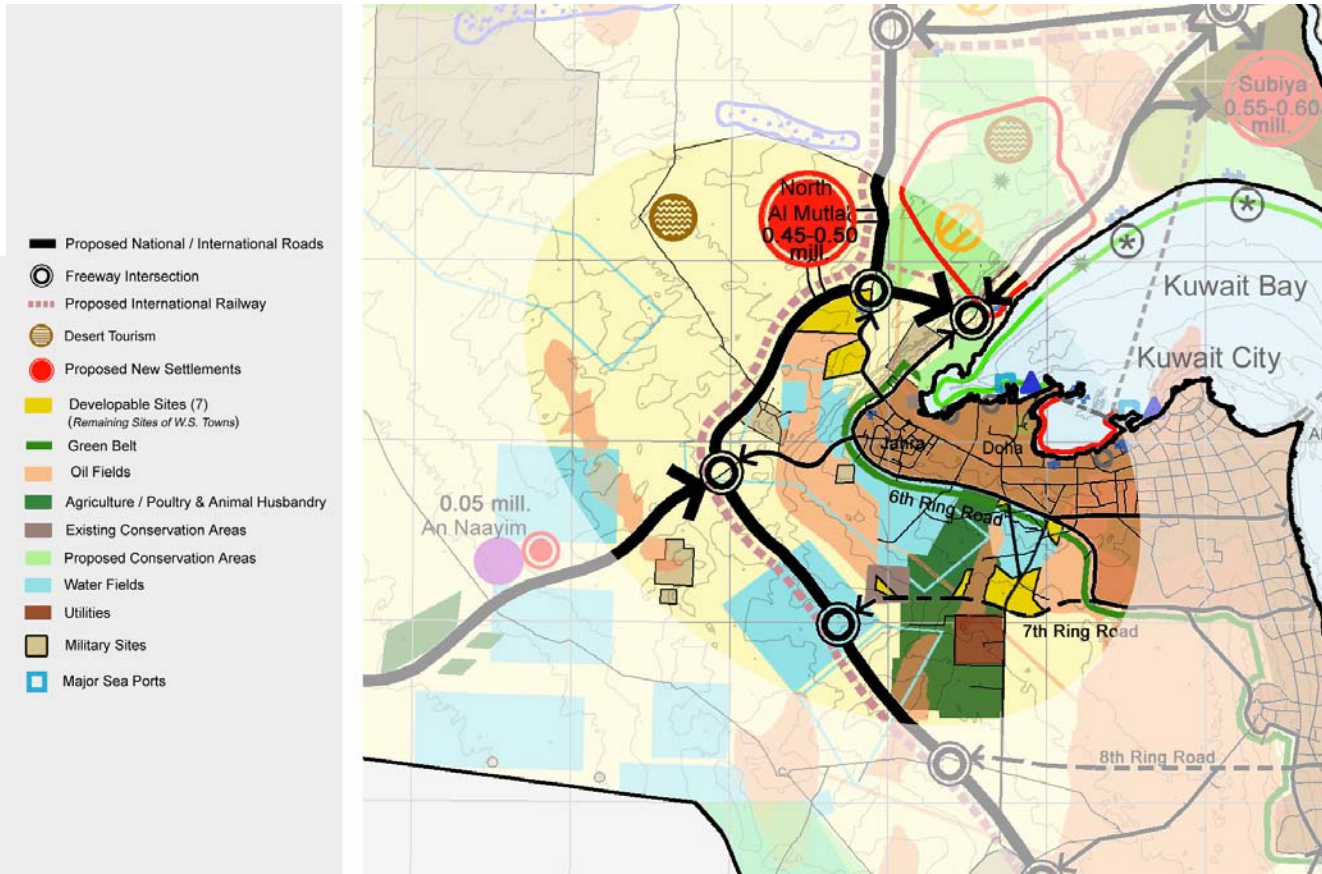 Proposed National / International Roads
Freeway Intersection
Proposed International Railway
Desert Tourism
Proposed New Settlements
Developable Sites (7)
(Remaining Sites of W.S. Towns)
Green Belt
Oil Fields
Agriculture / Poultry & Animal Husbandry
Existing Conservation Areas
Proposed Conservation Areas
Water Fields
Utilities
Military Sites
Major Sea Ports
Subiya
0.55-0.60
mill.
North
Al Mutla'
0.45-0.50
mill.
Kuwait Bay
Kuwait City
Jahra
Doha
6th Ring Road
0.05 mill.
An Naayim
7th Ring Road
8th Ring Road